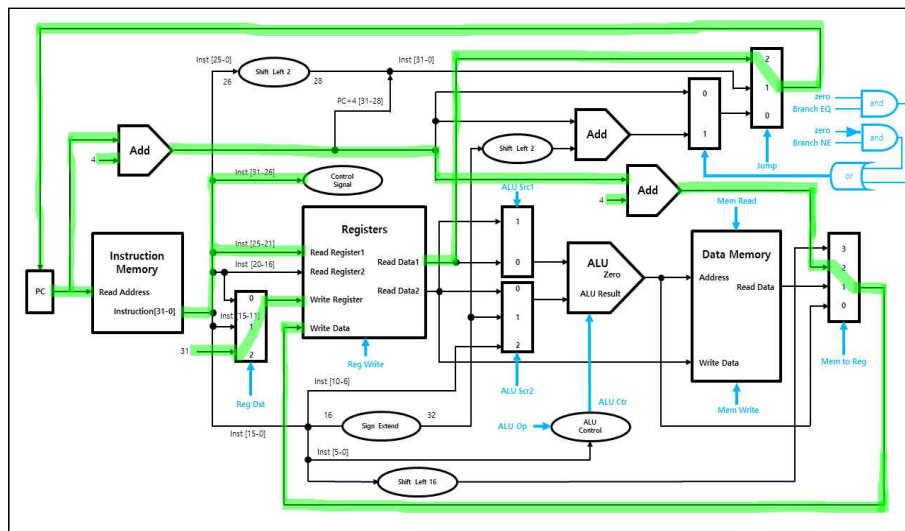 Inst [25-0]
26
Shift Left 2
28
Inst [31-0]
PC+4 [31-28]
2
1
0
0
1
Jump
zero
Branch EQ
and
zero
Branch NE
and
or
4
Add
Shift Left 2
Add
Inst [31-26]
Control
Signal
ALU Src1
4
Add
Mem Read
Inst [25-21]
Registers
Read Register1
Read Data1
Inst [20-16]
Read Register2
Read Data2
Write Register
Write Data
Reg Write
1
0
0
1
2
ALU Scr2
ALU
Zero
ALU Result
Data Memory
Address
Read Data
Write Data
Mem Write
3
2
1
0
Mem to Reg
Instruction
Memory
PC
Read Address
Instruction[31-0]
Inst [15-11]
0
1
2
31
Reg Dst
Inst [10-6]
ALU Ctr
16
Sign Extend
32
ALU Op
ALU
Control
Inst [15-0]
Inst [5-0]
Shift Left 16